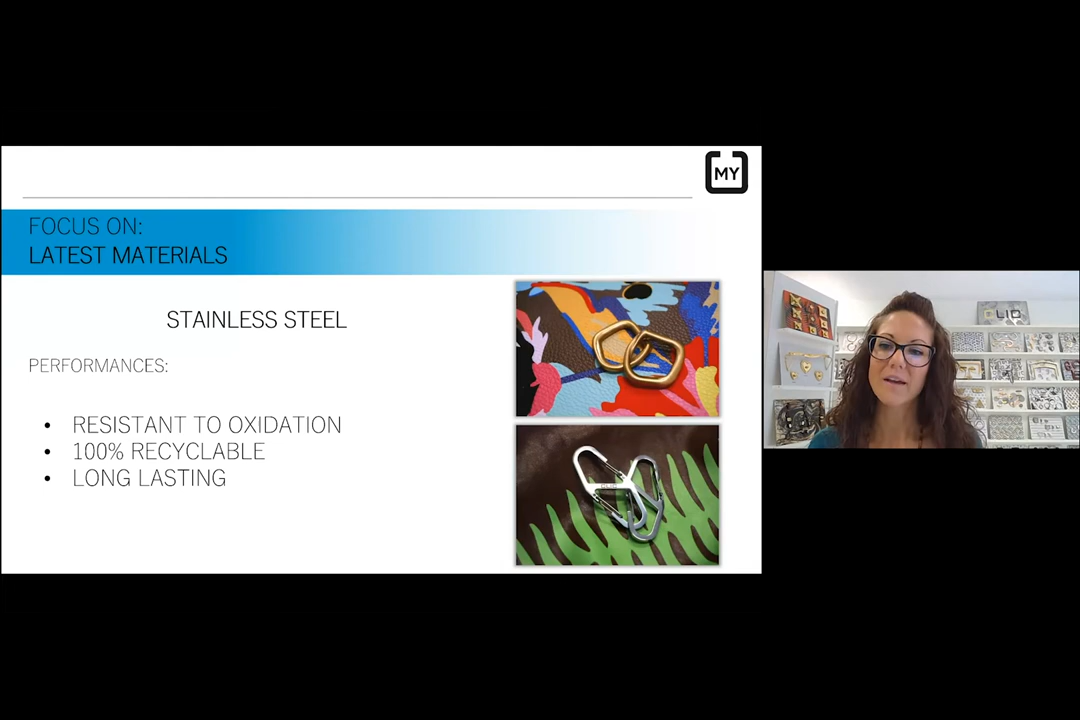 MY
FOCUS ON:
LATEST MATERIALS
STAINLESS STEEL
PERFORMANCES:
• RESISTANT TO OXIDATION
• 100% RECYCLABLE
• LONG LASTING